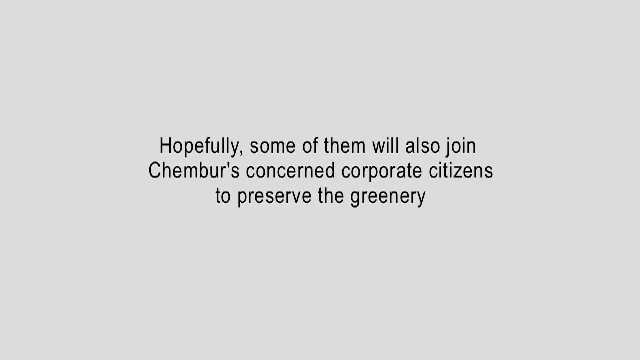 Hopefully, some of them will also join
Chembur's concerned corporate citizens
to preserve the greenery